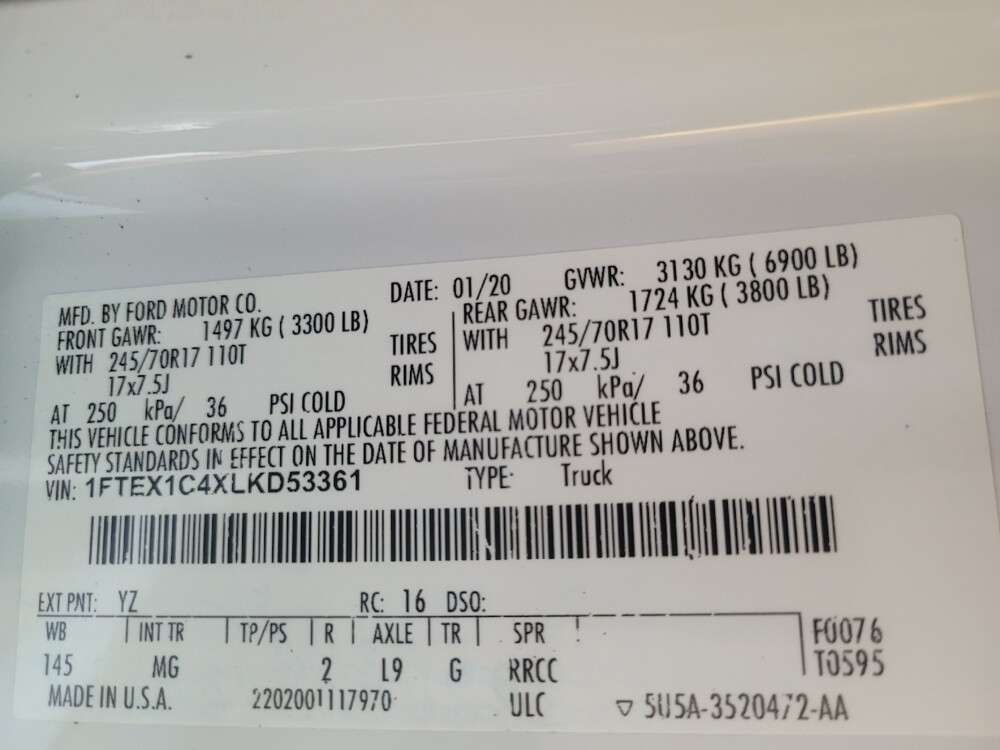 MFD. BY FORD MOTOR CO. DATE: 01/20 GVWR: 3130 KG ( 6900 LB)
FRONT GAWR: 1497 KG ( 3300 LB) REAR GAWR: 1724 KG ( 3800 LB)
WITH 245/70R17 110T TIRES WITH 245/70R17 110T TIRES
17x7.5J RIMS 17x7.5J RIMS
AT 250 kPa/ 36 PSI COLD AT 250 kPa/ 36 PSI COLD
THIS VEHICLE CONFORMS TO ALL APPLICABLE FEDERAL MOTOR VEHICLE
SAFETY STANDARDS IN EFFECT ON THE DATE OF MANUFACTURE SHOWN ABOVE.
VIN: 1FTEX1C4XLKD53361 TYPE: Truck
EXT PNT: YZ RC: 16 DSO:
WB INT TR TP/PS R AXLE TR SPR F0076
145 MG 2 L9 G RRCC T0595
MADE IN U.S.A. 2202001117970 ULC ▽ 5U5A-3520472-AA